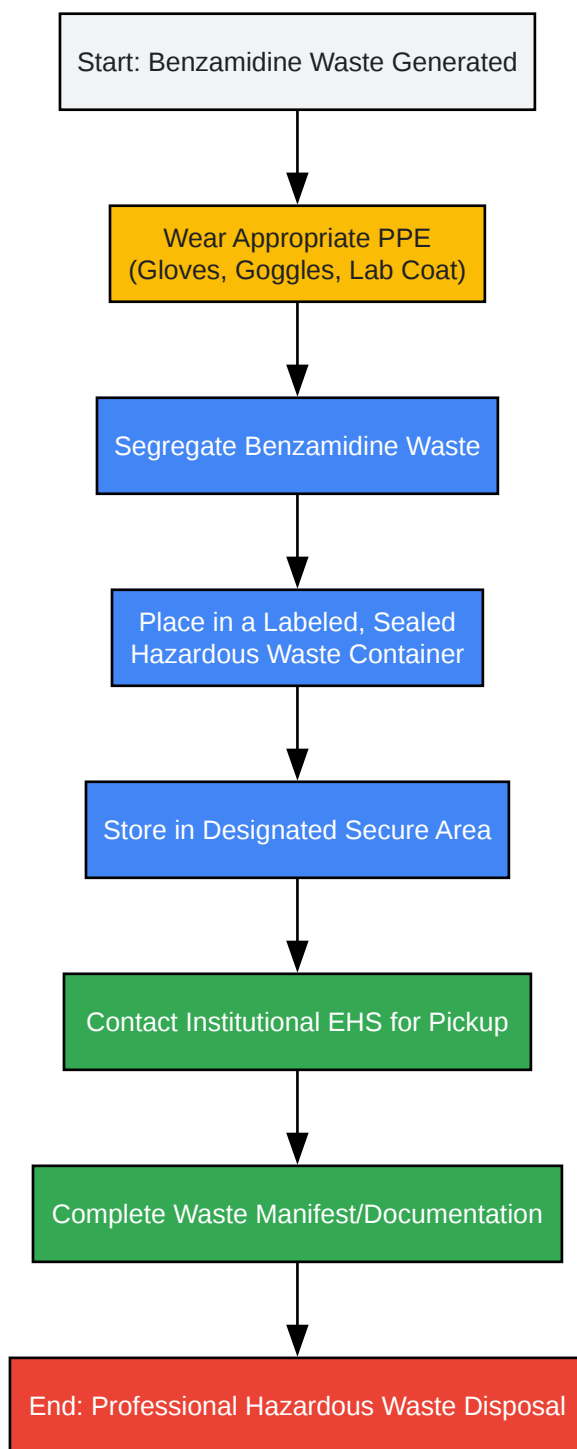 Start: Benzamidine Waste Generated
Wear Appropriate PPE
(Gloves, Goggles, Lab Coat)
Segregate Benzamidine Waste
Place in a Labeled, Sealed
Hazardous Waste Container
Store in Designated Secure Area
Contact Institutional EHS for Pickup
Complete Waste Manifest/Documentation
End: Professional Hazardous Waste Disposal